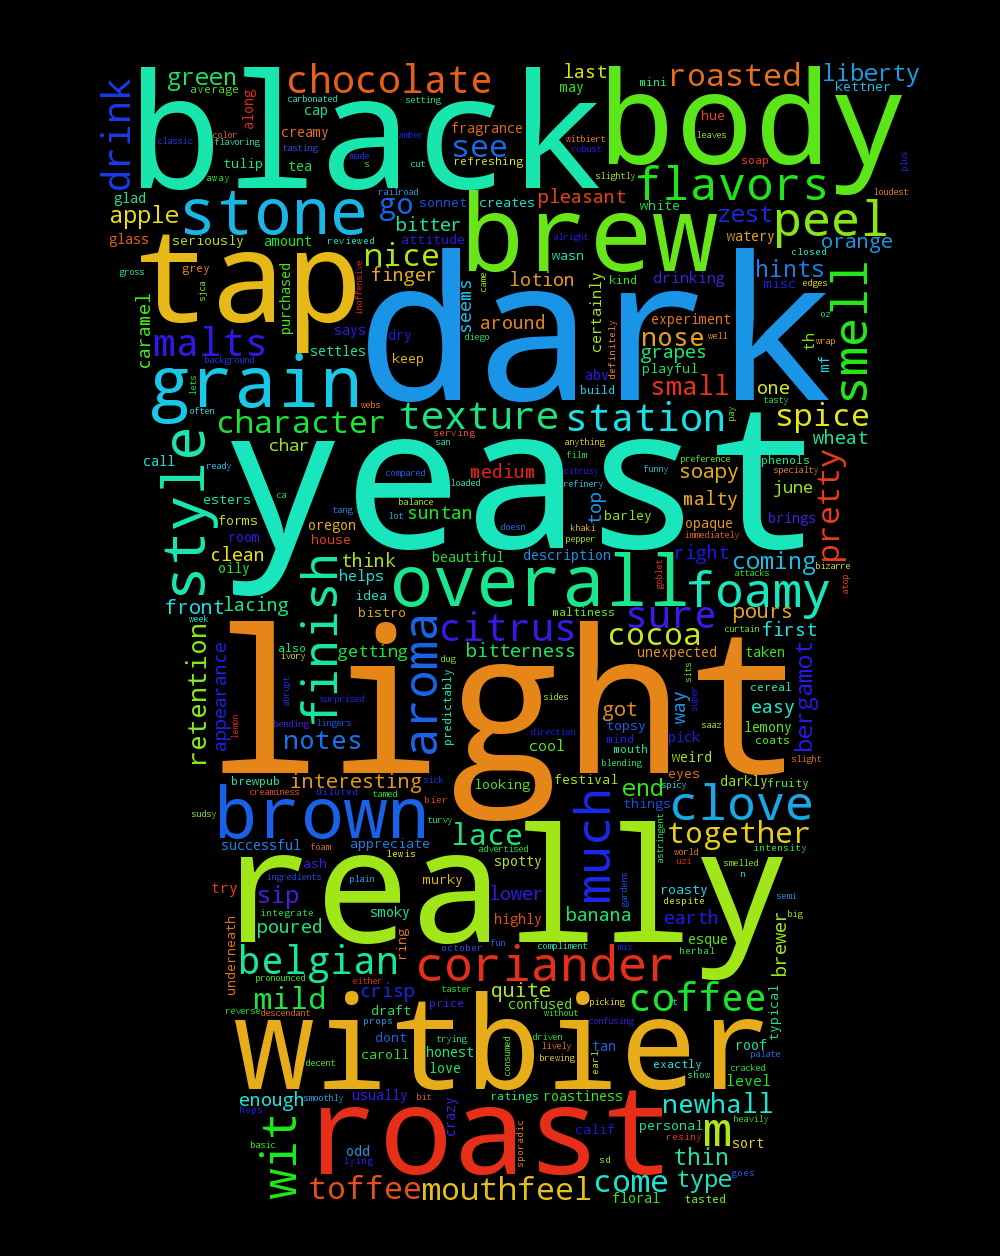 green
chocolate
last
roasted
liberty
average
carbonated
setting
may
mini
kettner
drink
black
body
along
cap
fragrance
hue
leaves
classic
color
flavoring
creamy
amber
see
witbiert
robust
tasting
made
refreshing
soap
plus
tulip
tea
s
cut
slightly
away
glad
railroad
flavors
loudest
apple
stone
go
sonnet
creates
pleasant
white
zest
peel
bitter
brew
watery
orange
glass
seriously
amount
reviewed
attitude
alright
wasn
closed
tap
nice
gross
grey
finger
lotion
kind
drinking
hints
misc
edges
sjca
purchased
inoffensive
seems
came
certainly
smell
caramel
dark
oz
around
experiment
malts
says
dry
nose
definitely
well
th
wrap
settles
diego
background
keep
grapes
playful
mf
grain
lets
abv
build
small
one
tasty
often
webs
character
texture
station
pay
spice
char
serving
san
anything
wheat
style
call
ready
yeast
film
preference
phenols
medium
citrusy
funny
soapy
specialty
compared
loaded
refinery
pretty
esters
ca
balance
top
malty
june
forms
tang
lot
suntan
barley
oregon
doesn
khaki
opaque
brings
room
house
pepper
immediately
clean
think
beautiful
description
right
coming
bizarre
oily
helps
overall
goblet
attacks
foamy
atop
idea
front
lacing
finish
bistro
maltiness
sure
pours
week
citrus
cocoa
curtain
first
retention
light
aroma
also
ivory
getting
bitterness
unexpected
taken
appearance
dug
sits
bergamot
abrupt
surprised
predictably
sides
way
super
cereal
easy
lemon
bending
lingers
got
topsy
saaz
lemony
notes
direction
mind
pick
coats
cool
mouth
weird
slight
blending
brewpub
interesting
sick
looking
festival
end
eyes
spicy
darkly
fruity
creaminess
diluted
tamed
bier
things
clove
sudsy
brown
turvy
much
lace
together
successful
foam
appreciate
advertised
astringent
intensity
lewis
world
uzi
smelled
n
ash
spotty
try
ingredients
plain
murky
gardens
sip
really
lower
roasty
despite
semi
integrate
smoky
highly
banana
earth
big
poured
ring
october
fun
compliment
mix
herbal
esque
brewer
underneath
belgian
coriander
pronounced
either
mild
crisp
taster
quite
coffee
t
reverse
descendant
draft
price
confused
picking
without
typical
props
confusing
witbier
dont
trying
driven
lively
tan
roof
palate
decent
caroll
honest
love
consumed
brewing
earl
exactly
show
cracked
level
enough
smoothly
usually
bit
ratings
roastiness
newhall
heavily
hops
crazy
personal
basic
wit
roast
sporadic
calif
resiny
m
sort
odd
lying
sd
thin
toffee
mouthfeel
come
type
goes
floral
tasted